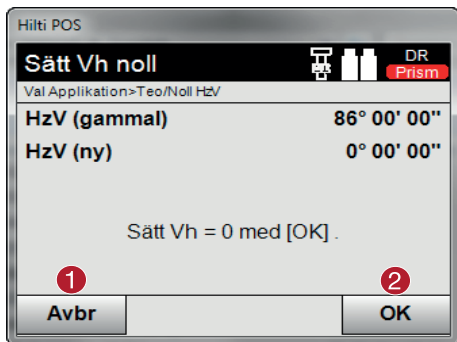 Hilti POS
Sätt Vh noll
DR
Prism
Val Applikation>Teo/Noll HzV
HzV (gammal) 86° 00' 00"
HzV (ny) 0° 00' 00"
Sätt Vh = 0 med [OK] .
1 2
Avbr OK